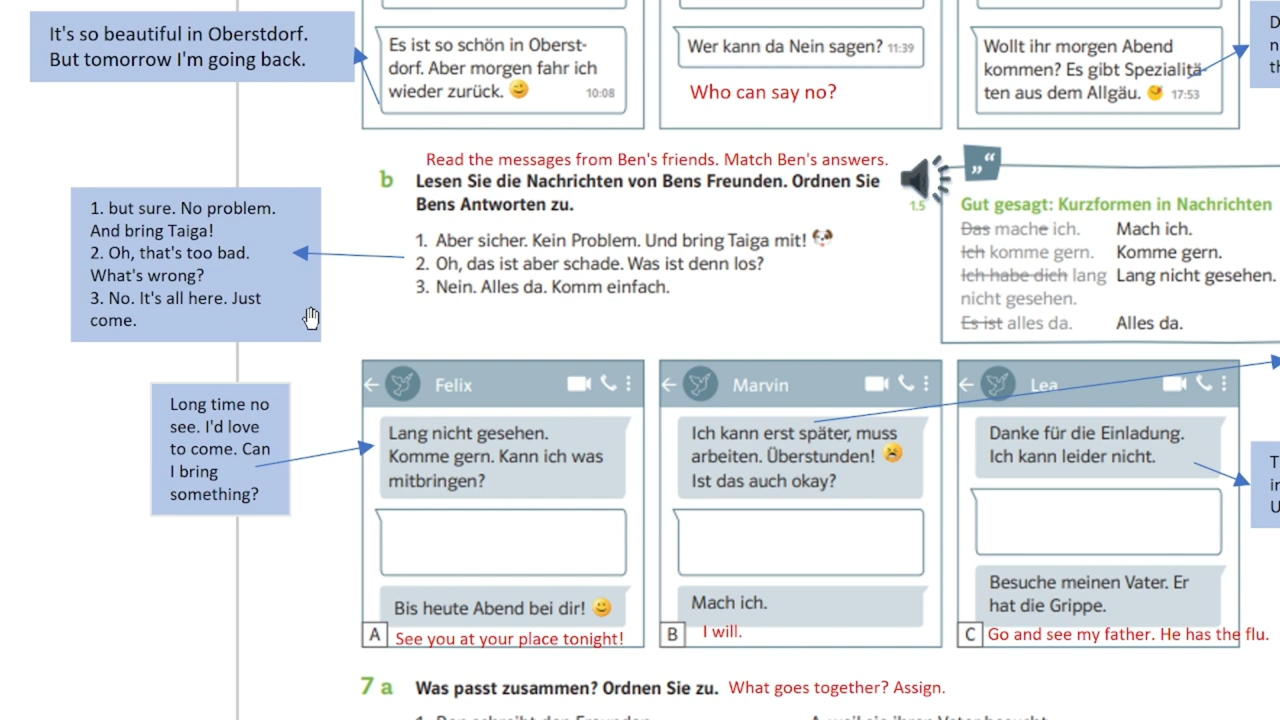 It's so beautiful in Oberstdorf.
But tomorrow I'm going back.
Es ist so schön in Oberst-
dorf. Aber morgen fahr ich
wieder zurück. 😉
10:08
Wer kann da Nein sagen? 11:39
Who can say no?
Wollt ihr morgen Abend
kommen? Es gibt Spezialitä-
ten aus dem Allgäu. 17:53
Read the messages from Ben's friends. Match Ben's answers.
b Lesen Sie die Nachrichten von Bens Freunden. Ordnen Sie
Bens Antworten zu.
1. Aber sicher. Kein Problem. Und bring Taiga mit! 🐶
2. Oh, das ist aber schade. Was ist denn los?
3. Nein. Alles da. Komm einfach.
1. but sure. No problem.
And bring Taiga!
2. Oh, that's too bad.
What's wrong?
3. No. It's all here. Just
come.
1.5
„“
Gut gesagt: Kurzformen in Nachrichten
Das mache ich. Mach ich.
Ich komme gern. Komme gern.
Ich habe dich lang Lang nicht gesehen.
nicht gesehen.
Es ist alles da. Alles da.
Long time no
see. I'd love
to come. Can
I bring
something?
Felix
Lang nicht gesehen.
Komme gern. Kann ich was
mitbringen?
Bis heute Abend bei dir! 😀
A See you at your place tonight!
Marvin
Ich kann erst später, muss
arbeiten. Überstunden! 😢
Ist das auch okay?
Mach ich.
B I will.
Lea
Danke für die Einladung.
Ich kann leider nicht.
Besuche meinen Vater. Er
hat die Grippe.
C Go and see my father. He has the flu.
7 a Was passt zusammen? Ordnen Sie zu. What goes together? Assign.